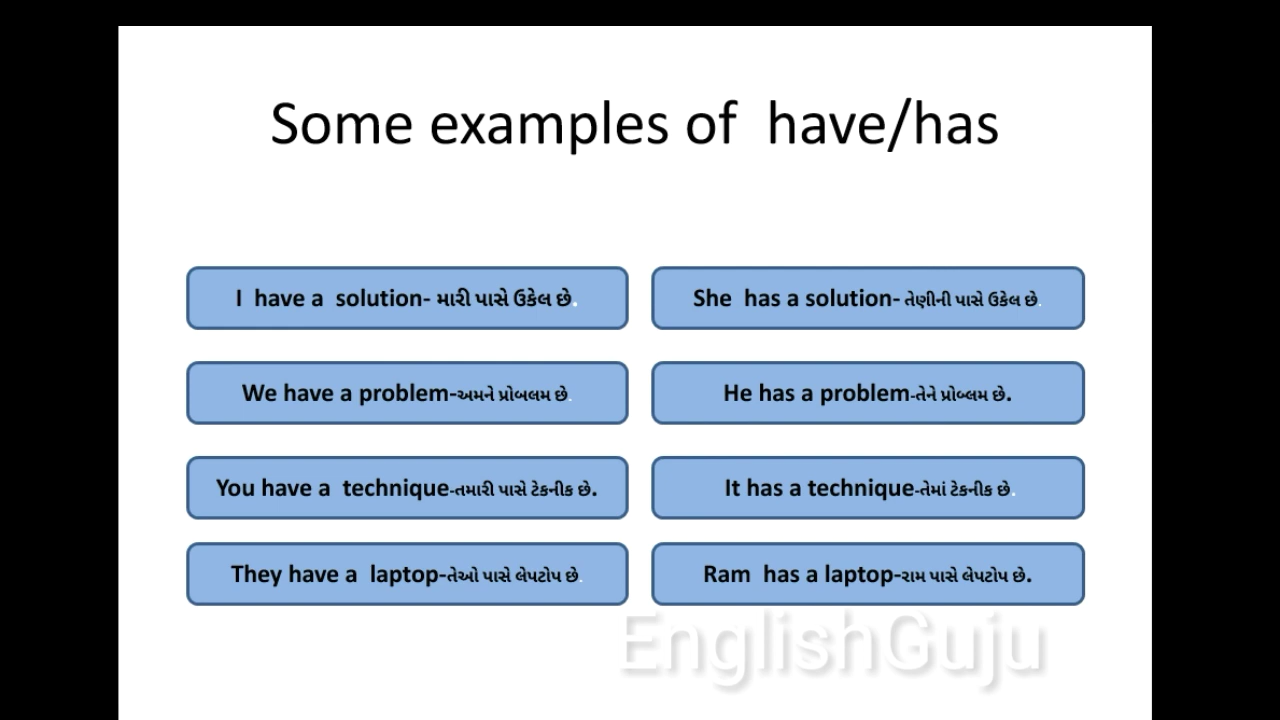 Some examples of have/has
I have a solution- મારી પાસે ઉકેલ છે.
She has a solution- તેણીની પાસે ઉકેલ છે.
We have a problem-અમને પ્રોબલમ છે.
He has a problem-તેને પ્રોબ્લમ છે.
You have a technique-તમારી પાસે ટેકનીક છે.
It has a technique-તેમાં ટેકનીક છે.
They have a laptop-તેઓ પાસે લેપટોપ છે.
Ram has a laptop-રામ પાસે લેપટોપ છે.
EnglishGuju